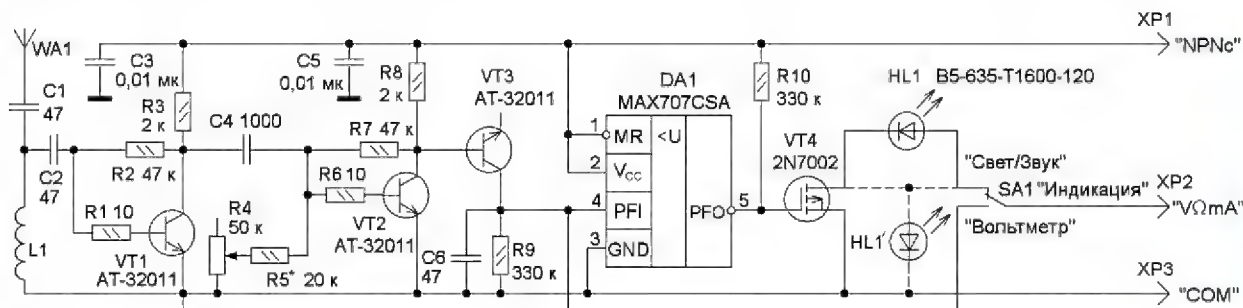 WA1
C1
47
C2
47
L1
C3
0,01 мк
R3
2 к
R2 47 к
R1 10
VT1
AT-32011
C4 1000
R4
50 к
R5* 20 к
C5
0,01 мк
R8
2 к
R7 47 к
R6 10
VT2
AT-32011
VT3
AT-32011
C6
47
R9
330 к
DA1
MAX707CSA
1
MR
<U
2
Vcc
4
PFI
PFO
5
3
GND
R10
330 к
VT4
2N7002
HL1 B5-635-T1600-120
HL1'
"Свет/Звук"
SA1 "Индикация"
"Вольтметр"
XP1
"NPNc"
XP2
"VΩmA"
XP3
"COM"